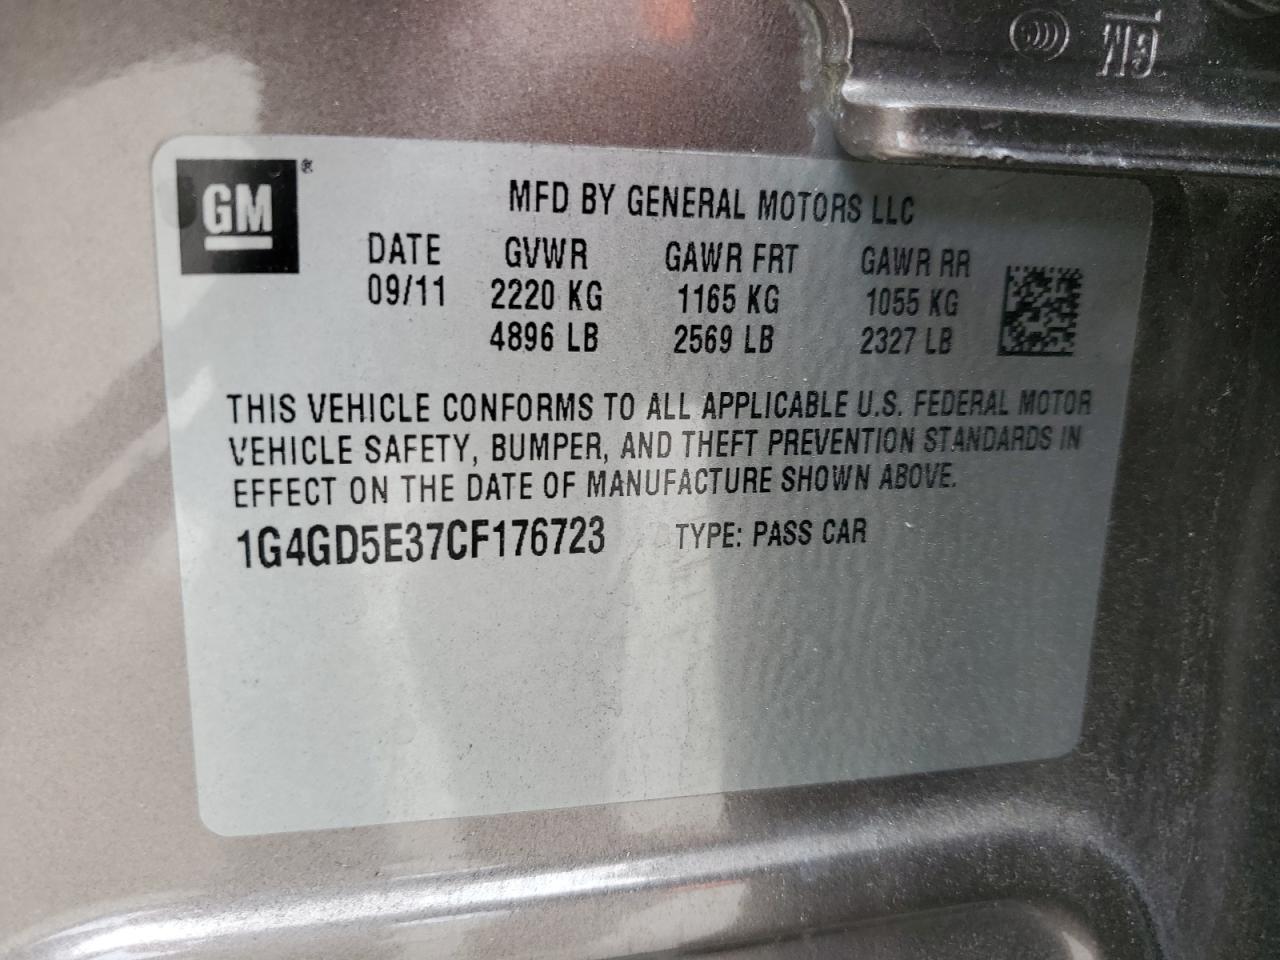 GM ®
MFD BY GENERAL MOTORS LLC
DATE GVWR GAWR FRT GAWR RR
09/11 2220 KG 1165 KG 1055 KG
4896 LB 2569 LB 2327 LB
THIS VEHICLE CONFORMS TO ALL APPLICABLE U.S. FEDERAL MOTOR
VEHICLE SAFETY, BUMPER, AND THEFT PREVENTION STANDARDS IN
EFFECT ON THE DATE OF MANUFACTURE SHOWN ABOVE.
1G4GD5E37CF176723 TYPE: PASS CAR